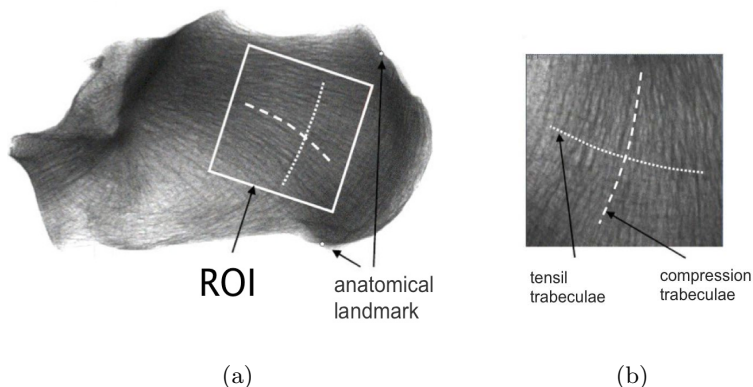 ROI
anatomical
landmark
tensil
trabeculae
compression
trabeculae
(a)
(b)